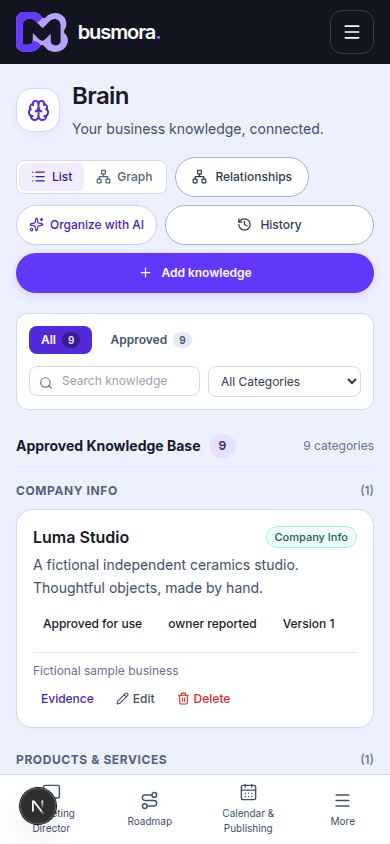 busmora.
Brain
Your business knowledge, connected.
List
Graph
Relationships
Organize with AI
History
Add knowledge
All 9
Approved 9
Search knowledge
All Categories
Approved Knowledge Base 9
9 categories
COMPANY INFO
(1)
Luma Studio
Company Info
A fictional independent ceramics studio.
Thoughtful objects, made by hand.
Approved for use
owner reported
Version 1
Fictional sample business
Evidence
Edit
Delete
PRODUCTS & SERVICES
(1)
N
Director
Roadmap
Calendar &
Publishing
More